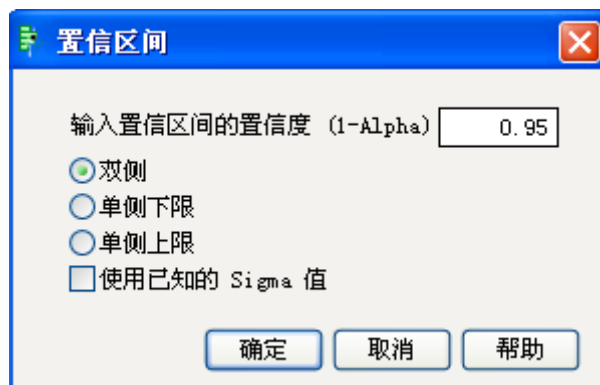 置信区间
输入置信区间的置信度 (1-Alpha) 0.95
双侧
单侧下限
单侧上限
使用已知的 Sigma 值
确定 取消 帮助